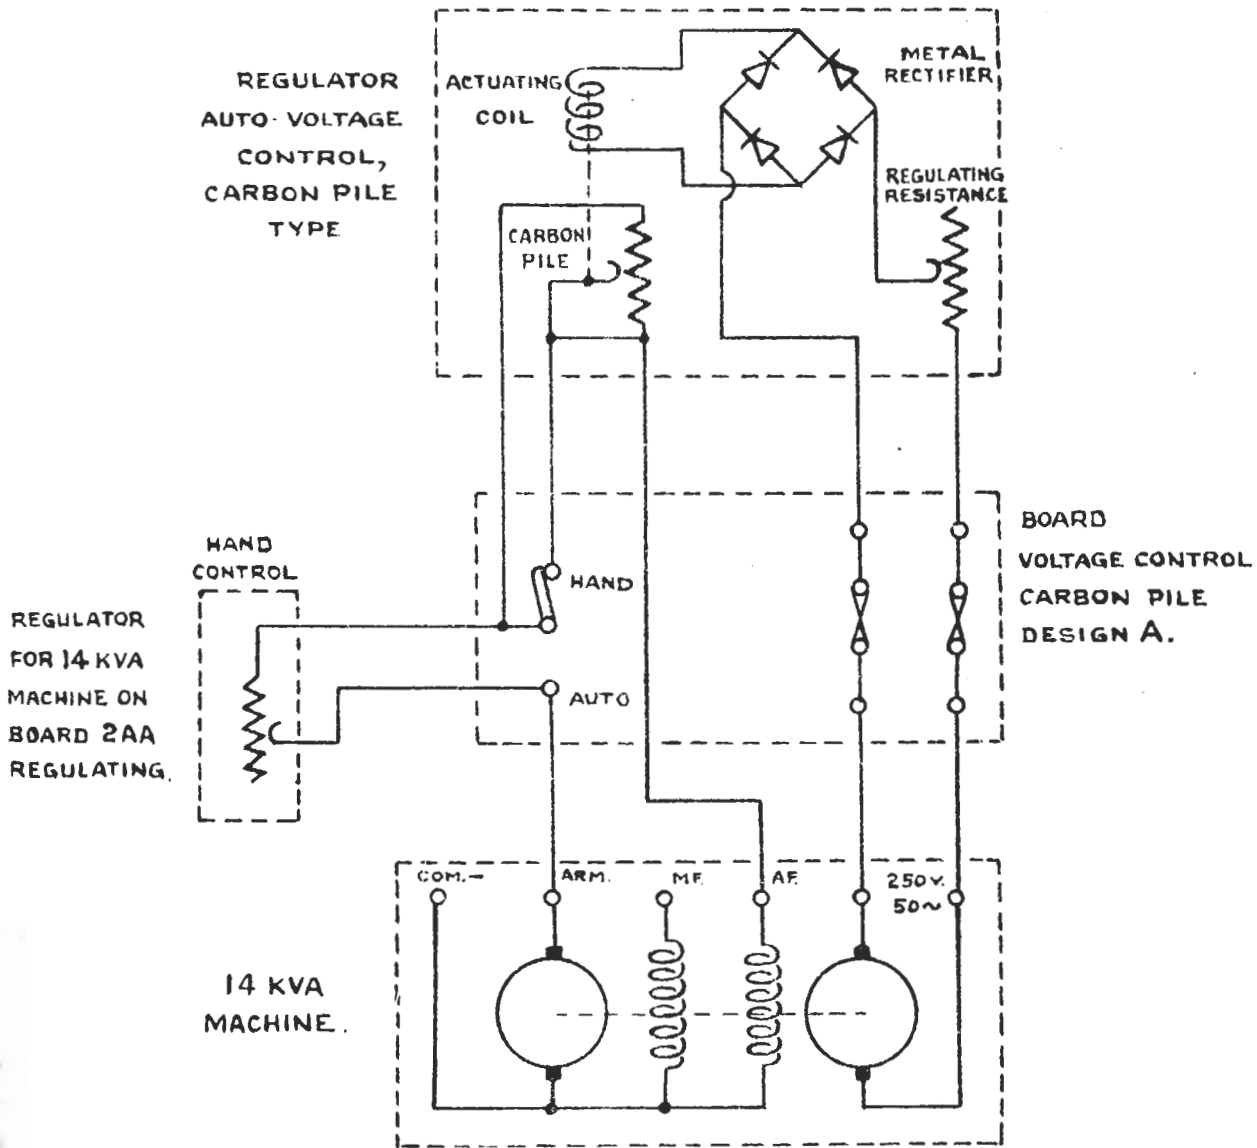 REGULATOR
AUTO-VOLTAGE
CONTROL,
CARBON PILE
TYPE
ACTUATING
COIL
METAL
RECTIFIER
REGULATING
RESISTANCE
CARBON
PILE
HAND
CONTROL
REGULATOR
FOR 14 KVA
MACHINE ON
BOARD 2AA
REGULATING.
HAND
AUTO
BOARD
VOLTAGE CONTROL
CARBON PILE
DESIGN A.
COM.-
ARM.
MF.
AF.
250V.
50~
14 KVA
MACHINE.